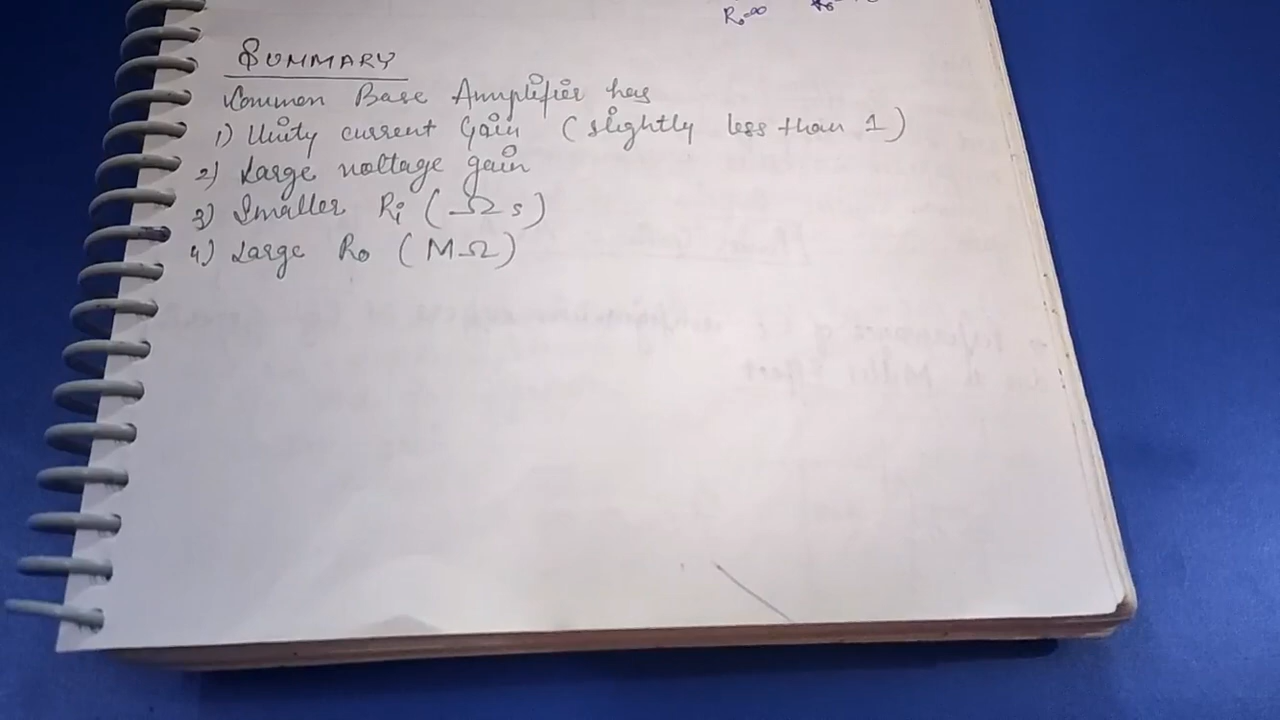 R₀=∞
SUMMARY
Common Base Amplifier has
1) Unity current Gain (slightly less than 1)
2) Large voltage gain
3) Smaller Ri (Ω s)
4) Large Ro (MΩ)